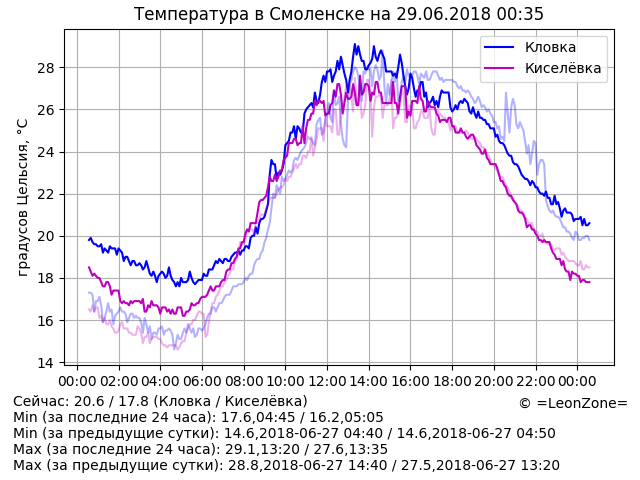 Температура в Смоленске на 29.06.2018 00:35
Кловка
Киселёвка
градусов Цельсия, °C
28
26
24
22
20
18
16
14
00:00 02:00 04:00 06:00 08:00 10:00 12:00 14:00 16:00 18:00 20:00 22:00 00:00
Сейчас: 20.6 / 17.8 (Кловка / Киселёвка)
© =LeonZone=
Min (за последние 24 часа): 17.6,04:45 / 16.2,05:05
Min (за предыдущие сутки): 14.6,2018-06-27 04:40 / 14.6,2018-06-27 04:50
Max (за последние 24 часа): 29.1,13:20 / 27.6,13:35
Max (за предыдущие сутки): 28.8,2018-06-27 14:40 / 27.5,2018-06-27 13:20